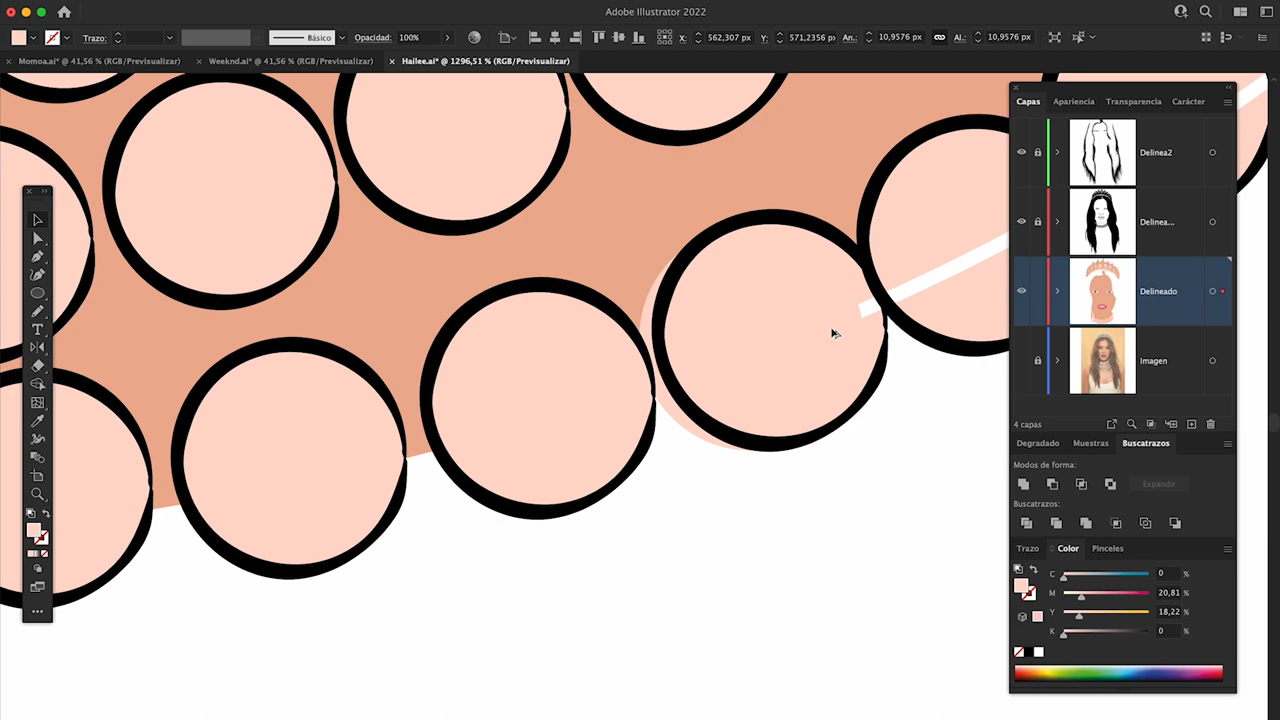 Adobe Illustrator 2022
Trazo:
Básico
Opacidad: 100%
X: 562,307 px
Y: 571,2356 p
An.: 10,9576 px
Al.: 10,9576 px
Momoa.ai* @ 41,56 % (RGB/Previsualizar)
Weeknd.ai* @ 41,56 % (RGB/Previsualizar)
Hailee.ai* @ 1296,51 % (RGB/Previsualizar)
Capas
Apariencia
Transparencia
Carácter
Delinea2
Delinea...
Delineado
Imagen
4 capas
Degradado
Muestras
Buscatrazos
Modos de forma:
Expandir
Buscatrazos:
Trazo
Color
Pinceles
C 0 %
M 20,81 %
Y 18,22 %
K 0 %